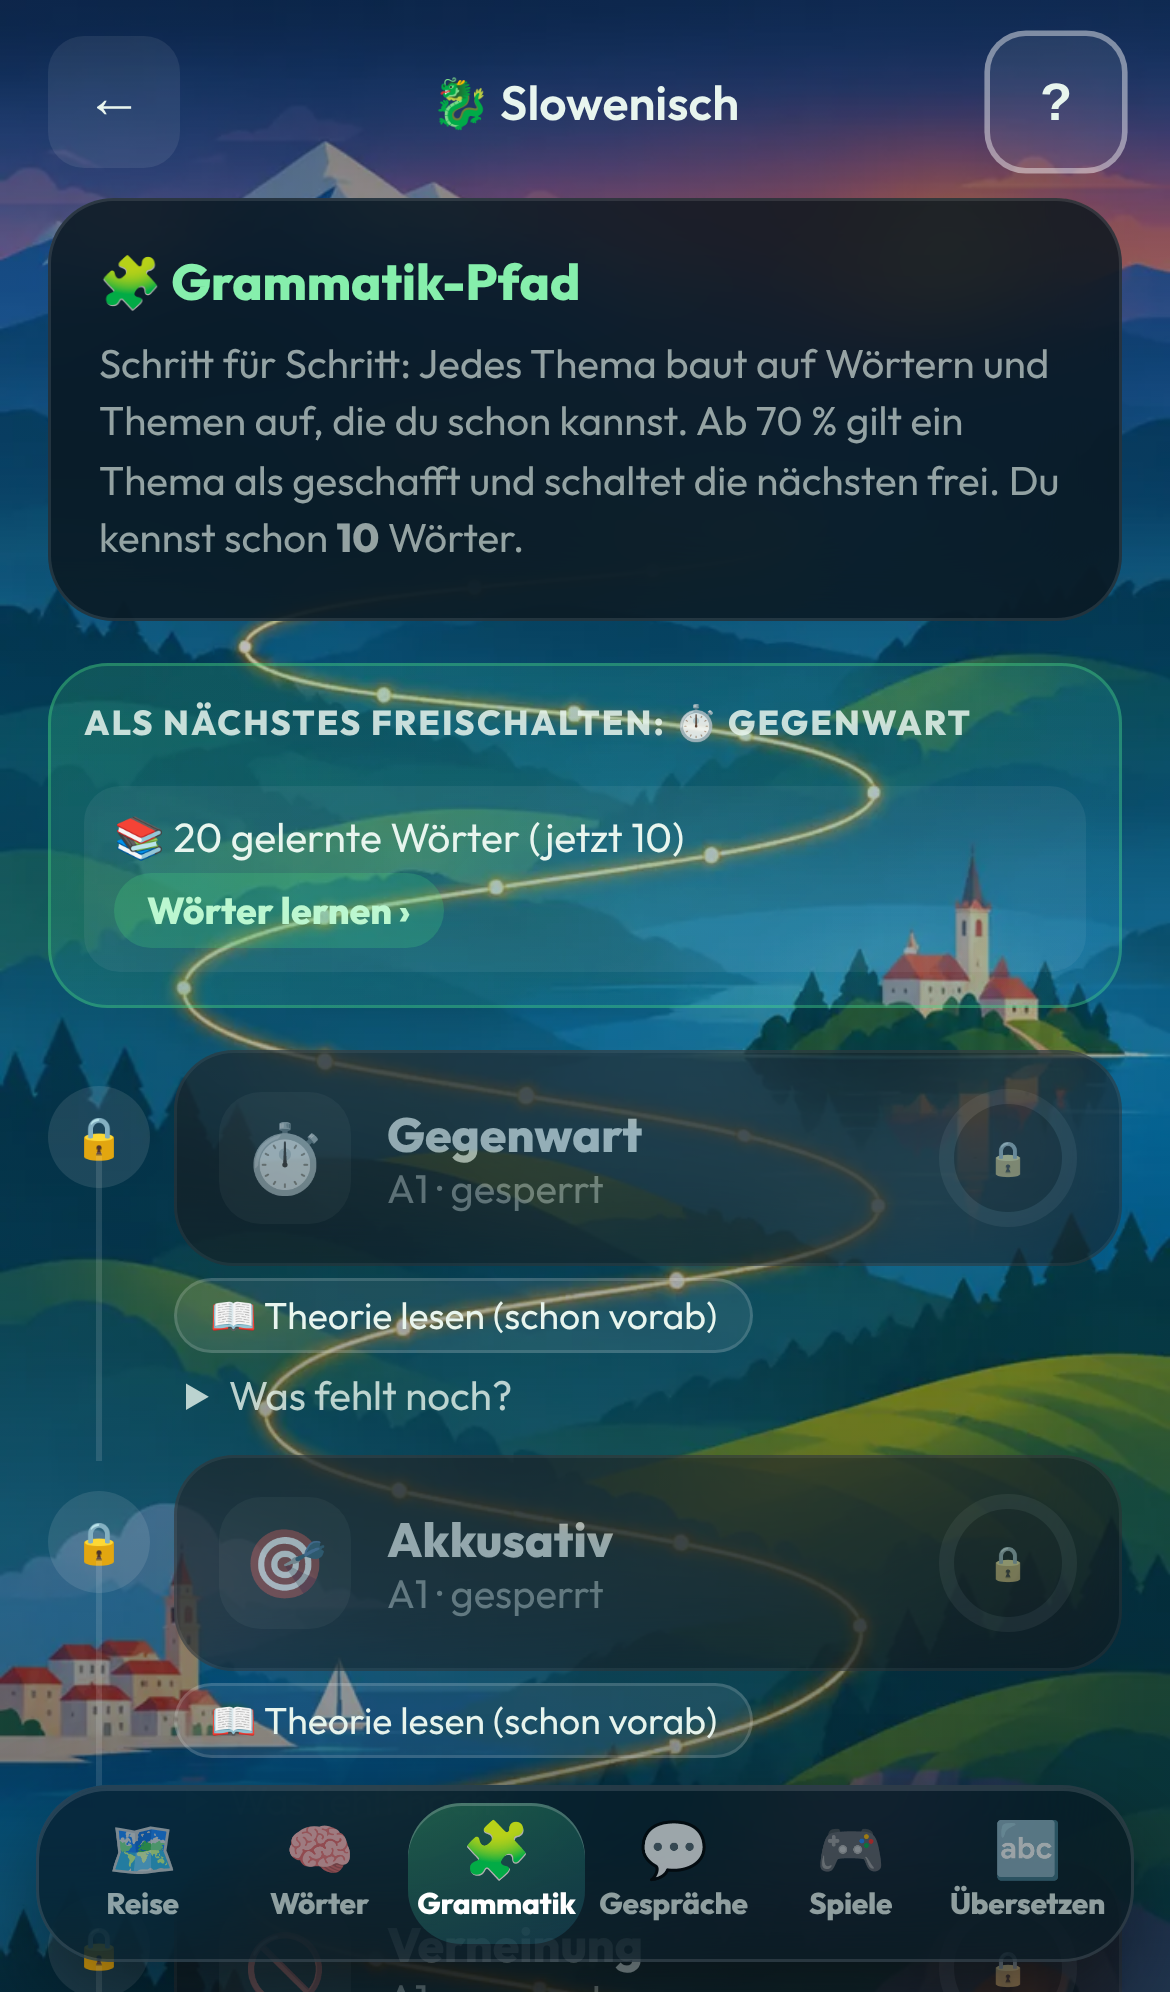 ←
Slowenisch
?
Grammatik-Pfad
Schritt für Schritt: Jedes Thema baut auf Wörtern und
Themen auf, die du schon kannst. Ab 70 % gilt ein
Thema als geschafft und schaltet die nächsten frei. Du
kennst schon 10 Wörter.
ALS NÄCHSTES FREISCHALTEN: ⏱ GEGENWART
20 gelernte Wörter (jetzt 10)
Wörter lernen ›
Gegenwart
A1 · gesperrt
Theorie lesen (schon vorab)
▶ Was fehlt noch?
Akkusativ
A1 · gesperrt
Theorie lesen (schon vorab)
Reise
Wörter
Grammatik
Gespräche
Spiele
abc
Übersetzen
Verneinung